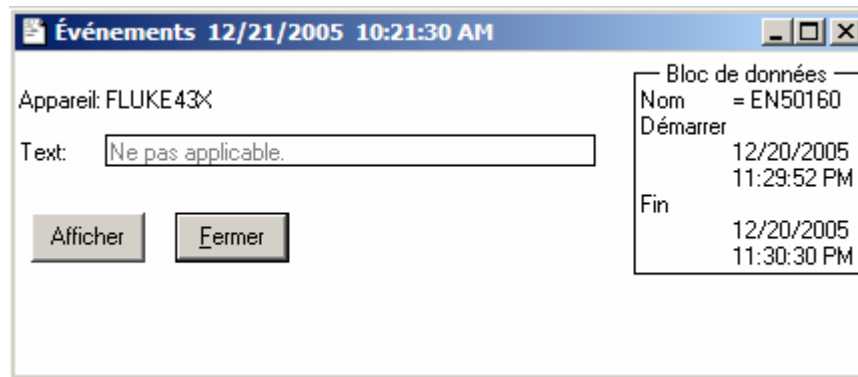 Événements 12/21/2005 10:21:30 AM
Appareil: FLUKE43X
Text: Ne pas applicable.
Afficher Fermer
Bloc de données
Nom = EN50160
Démarrer
12/20/2005
11:29:52 PM
Fin
12/20/2005
11:30:30 PM